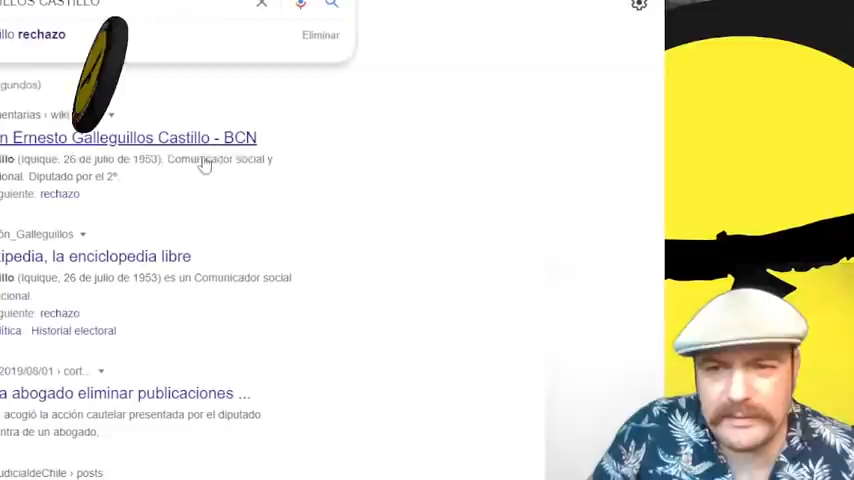 LLOS CASTILLO
llo rechazo
Eliminar
gundos)
entarias › wiki
n Ernesto Galleguillos Castillo - BCN
llo (Iquique, 26 de julio de 1953). Comunicador social y
ional. Diputado por el 2°.
guiente: rechazo
ón_Galleguillos
ipedia, la enciclopedia libre
llo (Iquique, 26 de julio de 1953) es un Comunicador social
cional.
guiente: rechazo
ítica Historial electoral
2019/08/01 › cort...
a abogado eliminar publicaciones ...
acogió la acción cautelar presentada por el diputado
ntra de un abogado,
udicialdeChile › posts